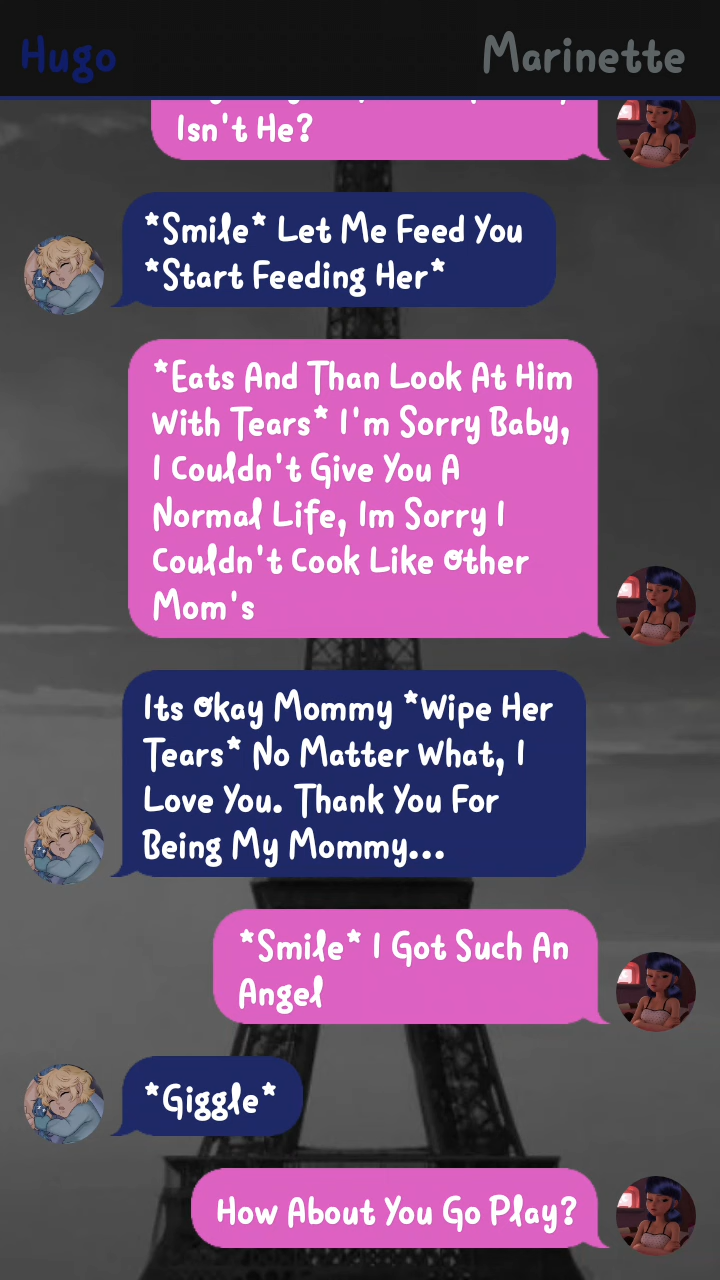 Hugo
Marinette
Isn't He?
*Smile* Let Me Feed You
*Start Feeding Her*
*Eats And Than Look At Him
With Tears* I'm Sorry Baby,
I Couldn't Give You A
Normal Life, Im Sorry I
Couldn't Cook Like Other
Mom's
Its Okay Mommy *Wipe Her
Tears* No Matter What, I
Love You. Thank You For
Being My Mommy...
*Smile* I Got Such An
Angel
*Giggle*
How About You Go Play?